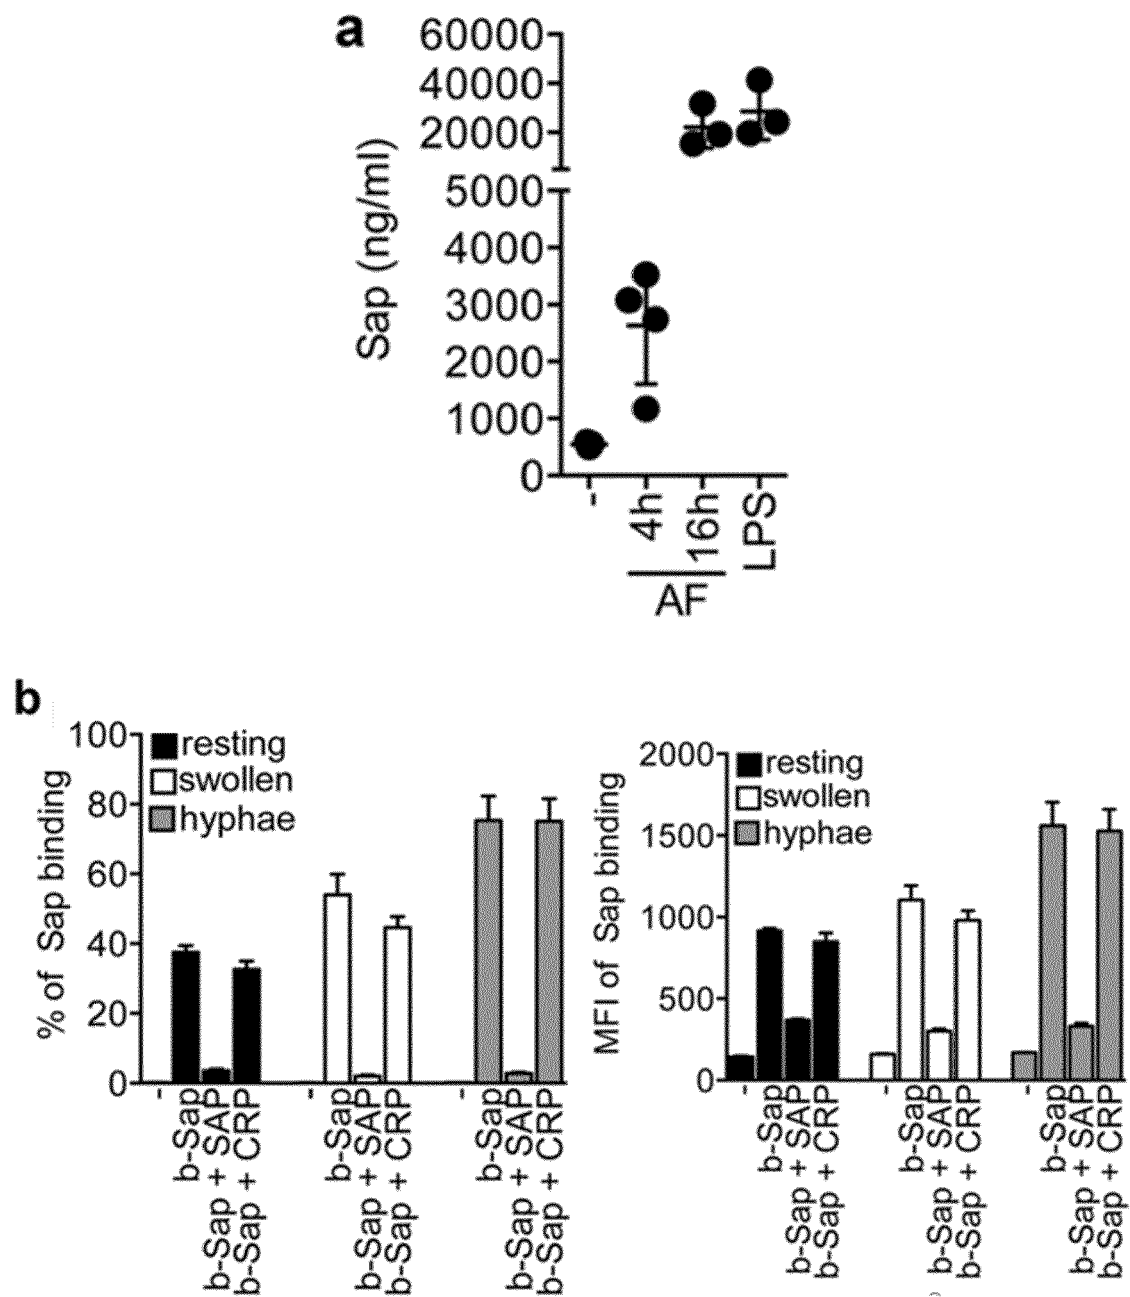 a
60000
40000
20000
5000
4000
3000
2000
1000
0
Sap (ng/ml)
-
4h
16h
LPS
AF
b
100
80
60
40
20
0
% of Sap binding
resting
swollen
hyphae
-
b-Sap
b-Sap + SAP
b-Sap + CRP
-
b-Sap
b-Sap + SAP
b-Sap + CRP
-
b-Sap
b-Sap + SAP
b-Sap + CRP
2000
1500
1000
500
0
MFI of Sap binding
resting
swollen
hyphae
-
b-Sap
b-Sap + SAP
b-Sap + CRP
-
b-Sap
b-Sap + SAP
b-Sap + CRP
-
b-Sap
b-Sap + SAP
b-Sap + CRP